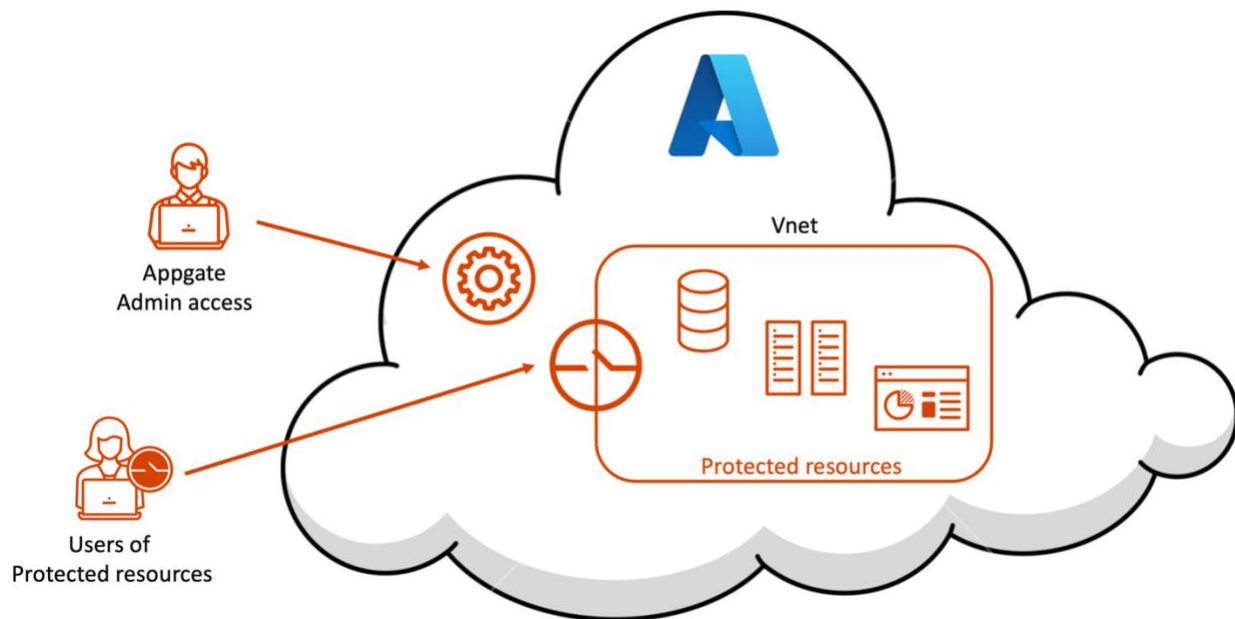 Vnet
Appgate
Admin access
Protected resources
Users of
Protected resources